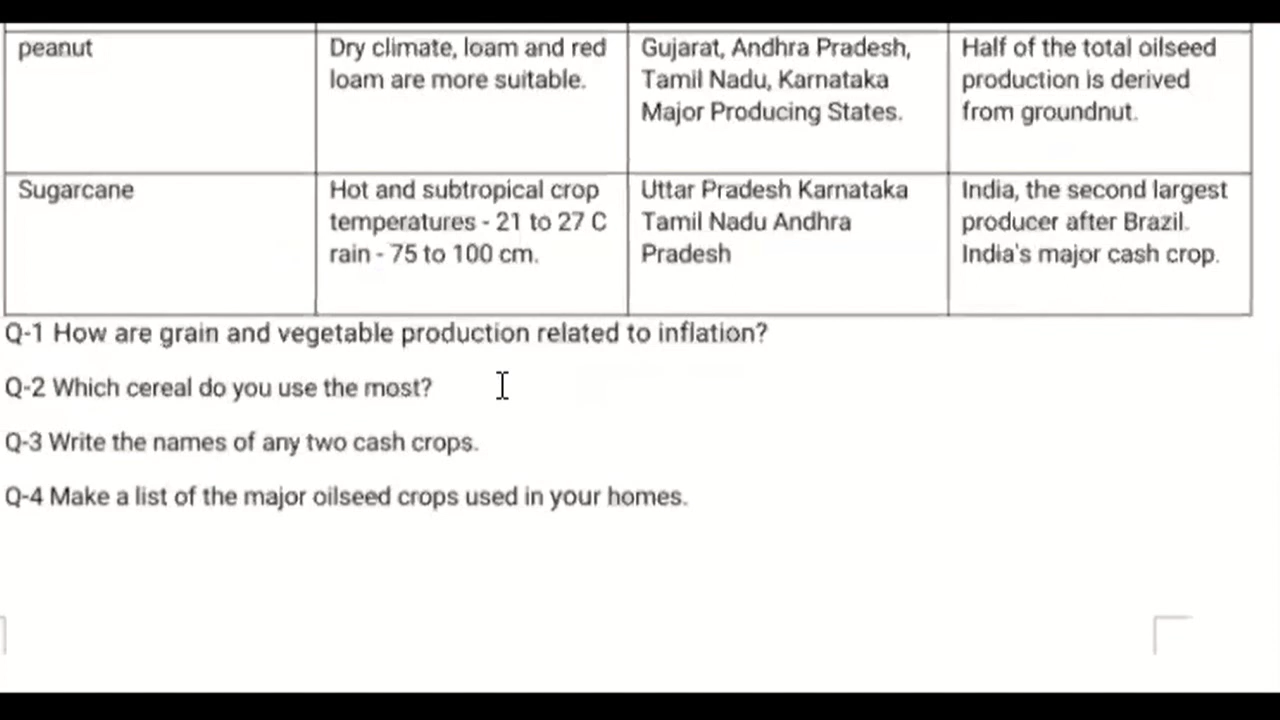 peanut
Dry climate, loam and red
loam are more suitable.
Gujarat, Andhra Pradesh,
Tamil Nadu, Karnataka
Major Producing States.
Half of the total oilseed
production is derived
from groundnut.
Sugarcane
Hot and subtropical crop
temperatures - 21 to 27 C
rain - 75 to 100 cm.
Uttar Pradesh Karnataka
Tamil Nadu Andhra
Pradesh
India, the second largest
producer after Brazil.
India's major cash crop.
Q-1 How are grain and vegetable production related to inflation?
Q-2 Which cereal do you use the most?
Q-3 Write the names of any two cash crops.
Q-4 Make a list of the major oilseed crops used in your homes.